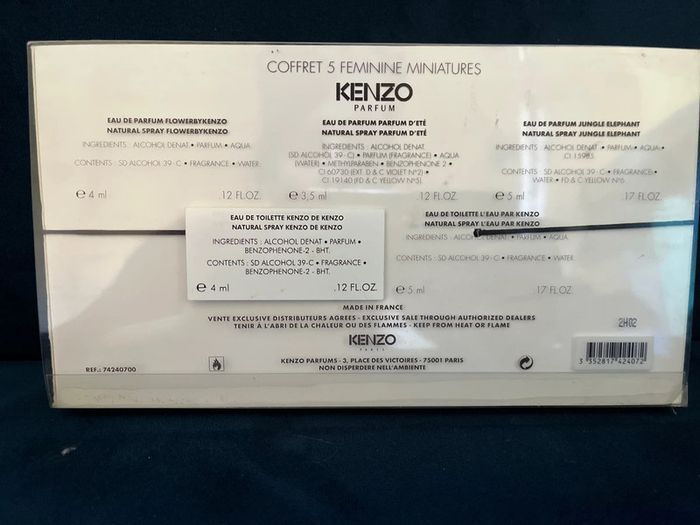 COFFRET 5 FEMININE MINIATURES
KENZO
PARFUM
EAU DE PARFUM FLOWERBYKENZO
NATURAL SPRAY FLOWERBYKENZO
INGREDIENTS : ALCOHOL DENAT • PARFUM • AQUA.
CONTENTS : SD ALCOHOL 39-C • FRAGRANCE • WATER.
℮ 4 ml .12 FL.OZ.
EAU DE PARFUM PARFUM D'ETÉ
NATURAL SPRAY PARFUM D'ETÉ
INGREDIENTS : ALCOHOL DENAT.
(SD ALCOHOL 39-C) • PARFUM (FRAGRANCE) • AQUA
(WATER) • METHYLPARABEN • BENZOPHENONE 2 •
CI 60730 (EXT. D & C VIOLET N°2) •
CI 19140 (FD & C YELLOW N°5).
℮ 3,5 ml .12 FL.OZ.
EAU DE PARFUM JUNGLE ELEPHANT
NATURAL SPRAY JUNGLE ELEPHANT
INGREDIENTS : ALCOHOL DENAT • PARFUM • AQUA •
CI 15985.
CONTENTS : SD ALCOHOL 39-C • FRAGRANCE •
WATER • FD & C YELLOW N°6.
℮ 5 ml .17 FL.OZ.
EAU DE TOILETTE KENZO DE KENZO
NATURAL SPRAY KENZO DE KENZO
INGREDIENTS : ALCOHOL DENAT • PARFUM •
BENZOPHENONE-2 - BHT.
CONTENTS : SD ALCOHOL 39-C • FRAGRANCE •
BENZOPHENONE-2 - BHT.
℮ 4 ml .12 FL.OZ.
EAU DE TOILETTE L'EAU PAR KENZO
NATURAL SPRAY L'EAU PAR KENZO
INGREDIENTS : ALCOHOL DENAT • PARFUM • AQUA.
CONTENTS : SD ALCOHOL 39-C • FRAGRANCE • WATER.
℮ 5 ml .17 FL.OZ.
MADE IN FRANCE
VENTE EXCLUSIVE DISTRIBUTEURS AGREES - EXCLUSIVE SALE THROUGH AUTHORIZED DEALERS
TENIR À L'ABRI DE LA CHALEUR OU DES FLAMMES - KEEP FROM HEAT OR FLAME
2H02
KENZO
PARIS
KENZO PARFUMS - 3, PLACE DES VICTOIRES - 75001 PARIS
NON DISPERDERE NELL'AMBIENTE
REF.: 74240700
3 352817 424072